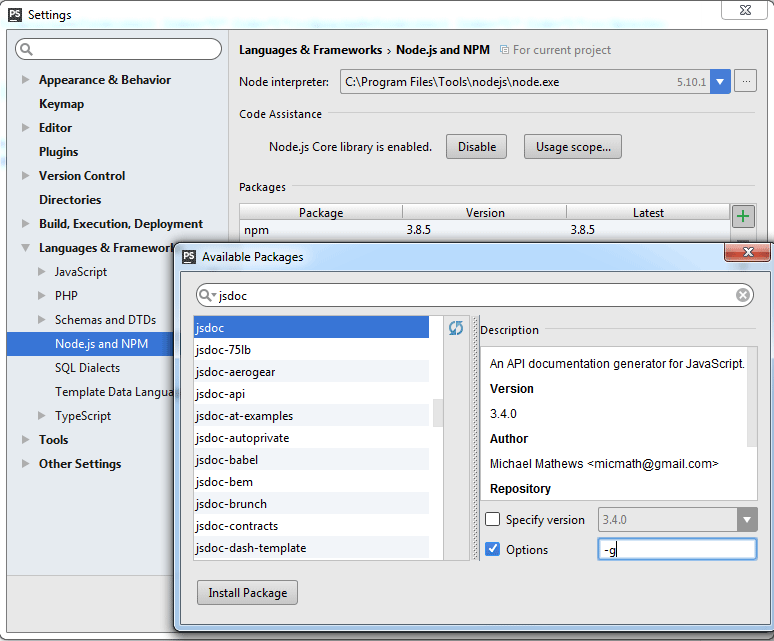 PS Settings
Languages & Frameworks › Node.js and NPM For current project
Node interpreter: C:\Program Files\Tools\nodejs\node.exe 5.10.1 ...
Code Assistance
Node.js Core library is enabled. Disable Usage scope...
Packages
Package Version Latest
npm 3.8.5 3.8.5
Appearance & Behavior
Keymap
Editor
Plugins
Version Control
Directories
Build, Execution, Deployment
Languages & Framework
JavaScript
PHP
Schemas and DTDs
Node.js and NPM
SQL Dialects
Template Data Langua
TypeScript
Tools
Other Settings
PS Available Packages
jsdoc
jsdoc
jsdoc-75lb
jsdoc-aerogear
jsdoc-api
jsdoc-at-examples
jsdoc-autoprivate
jsdoc-babel
jsdoc-bem
jsdoc-brunch
jsdoc-contracts
jsdoc-dash-template
Description
An API documentation generator for JavaScript.
Version
3.4.0
Author
Michael Mathews <micmath@gmail.com>
Repository
Specify version 3.4.0
Options -g
Install Package